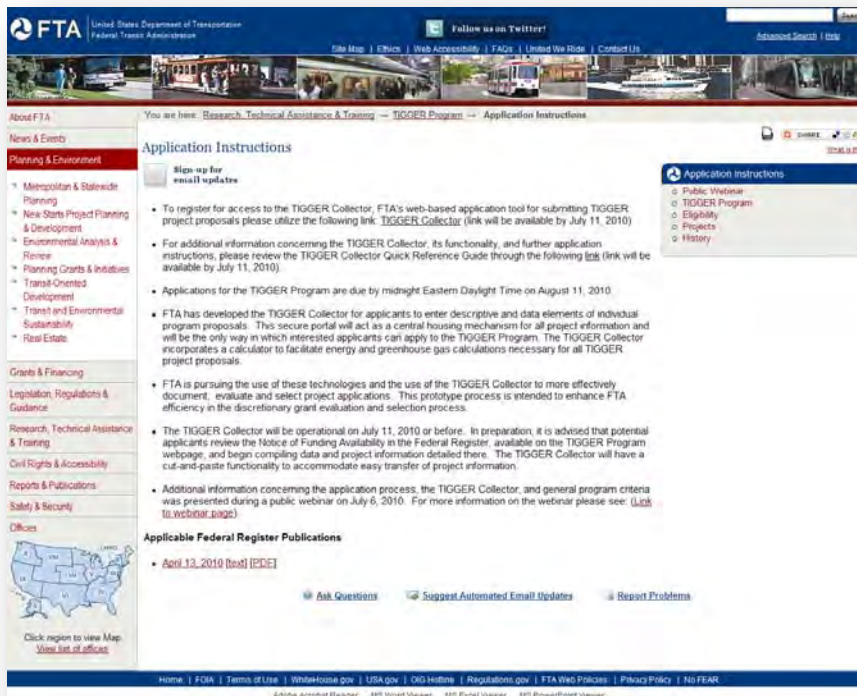 FTA
United States Department of Transportation
Federal Transit Administration
Follow us on Twitter!
Site Map | Ethics | Web Accessibility | FAQs | United We Ride | Contact Us
Advanced Search | Help
You are here: Research, Technical Assistance & Training → TIGGER Program → Application Instructions
About FTA
News & Events
Planning & Environment
Metropolitan & Statewide
Planning
New Starts Project Planning
& Development
Environmental Analysis &
Review
Planning Grants & Initiatives
Transit-Oriented
Development
Transit and Environmental
Sustainability
Real Estate
Grants & Financing
Legislation, Regulations &
Guidance
Research, Technical Assistance
& Training
Civil Rights & Accessibility
Reports & Publications
Safety & Security
Offices
Click region to view Map
View list of offices
Application Instructions
Sign-up for
email updates
• To register for access to the TIGGER Collector, FTA's web-based application tool for submitting TIGGER
project proposals please utilize the following link: TIGGER Collector (link will be available by July 11, 2010)
• For additional information concerning the TIGGER Collector, its functionality, and further application
instructions, please review the TIGGER Collector Quick Reference Guide through the following link (link will be
available by July 11, 2010).
• Applications for the TIGGER Program are due by midnight Eastern Daylight Time on August 11, 2010.
• FTA has developed the TIGGER Collector for applicants to enter descriptive and data elements of individual
program proposals. This secure portal will act as a central housing mechanism for all project information and
will be the only way in which interested applicants can apply to the TIGGER Program. The TIGGER Collector
incorporates a calculator to facilitate energy and greenhouse gas calculations necessary for all TIGGER
project proposals.
• FTA is pursuing the use of these technologies and the use of the TIGGER Collector to more effectively
document, evaluate and select project applications. This prototype process is intended to enhance FTA
efficiency in the discretionary grant evaluation and selection process.
• The TIGGER Collector will be operational on July 11, 2010 or before. In preparation, it is advised that potential
applicants review the Notice of Funding Availability in the Federal Register, available on the TIGGER Program
webpage, and begin compiling data and project information detailed there. The TIGGER Collector will have a
cut-and-paste functionality to accommodate easy transfer of project information.
• Additional information concerning the application process, the TIGGER Collector, and general program criteria
was presented during a public webinar on July 6, 2010. For more information on the webinar please see: (Link
to webinar page)
Applicable Federal Register Publications
• April 13, 2010 [text] [PDF]
Ask Questions Suggest Automated Email Updates Report Problems
SHARE
Application Instructions
Public Webinar
TIGGER Program
Eligibility
Projects
History
Home | FOIA | Terms of Use | WhiteHouse.gov | USA.gov | OIG Hotline | Regulations.gov | FTA Web Policies | Privacy Policy | No FEAR
Adobe Acrobat Reader MS Word Viewer MS Excel Viewer MS PowerPoint Viewer